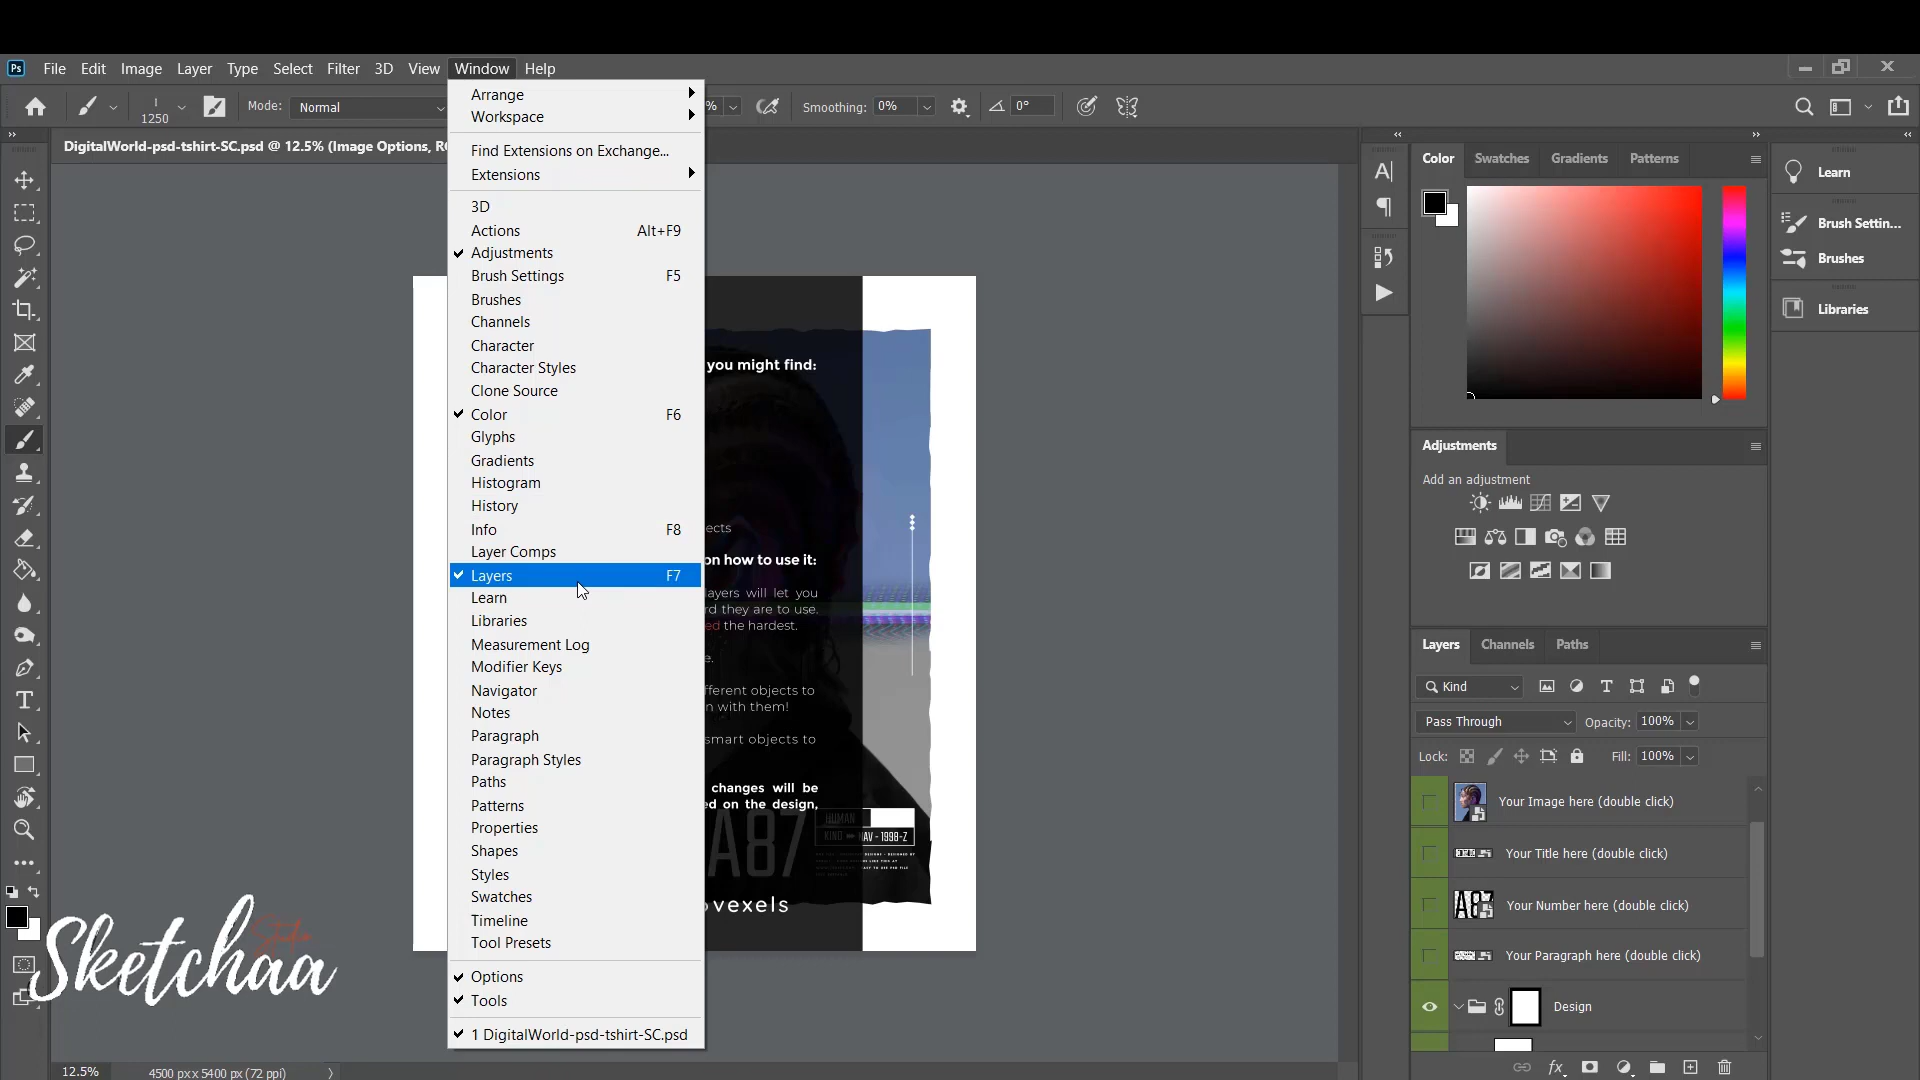 Ps File Edit Image Layer Type Select Filter 3D View Window Help
1250 Mode: Normal % Smoothing: 0% 0°
DigitalWorld-psd-tshirt-SC.psd @ 12.5% (Image Options, RG
Arrange
Workspace
Find Extensions on Exchange...
Extensions
3D
Actions Alt+F9
Adjustments
Brush Settings F5
Brushes
Channels
Character
Character Styles
Clone Source
Color F6
Glyphs
Gradients
Histogram
History
Info F8
Layer Comps
Layers F7
Learn
Libraries
Measurement Log
Modifier Keys
Navigator
Notes
Paragraph
Paragraph Styles
Paths
Patterns
Properties
Shapes
Styles
Swatches
Timeline
Tool Presets
Options
Tools
1 DigitalWorld-psd-tshirt-SC.psd
you might find:
ects
on how to use it:
layers will let you
rd they are to use.
ed the hardest.
e.
fferent objects to
n with them!
smart objects to
changes will be
ed on the design,
A87
HUMAN
KIND NAV - 1998-Z
vexels
Color Swatches Gradients Patterns
Adjustments
Add an adjustment
Layers Channels Paths
Kind
Pass Through Opacity: 100%
Lock: Fill: 100%
Your Image here (double click)
Your Title here (double click)
A87 Your Number here (double click)
Your Paragraph here (double click)
Design
fx
Learn
Brush Settin...
Brushes
Libraries
Sketchaa
Studio
12.5% 4500 px x 5400 px (72 ppi)